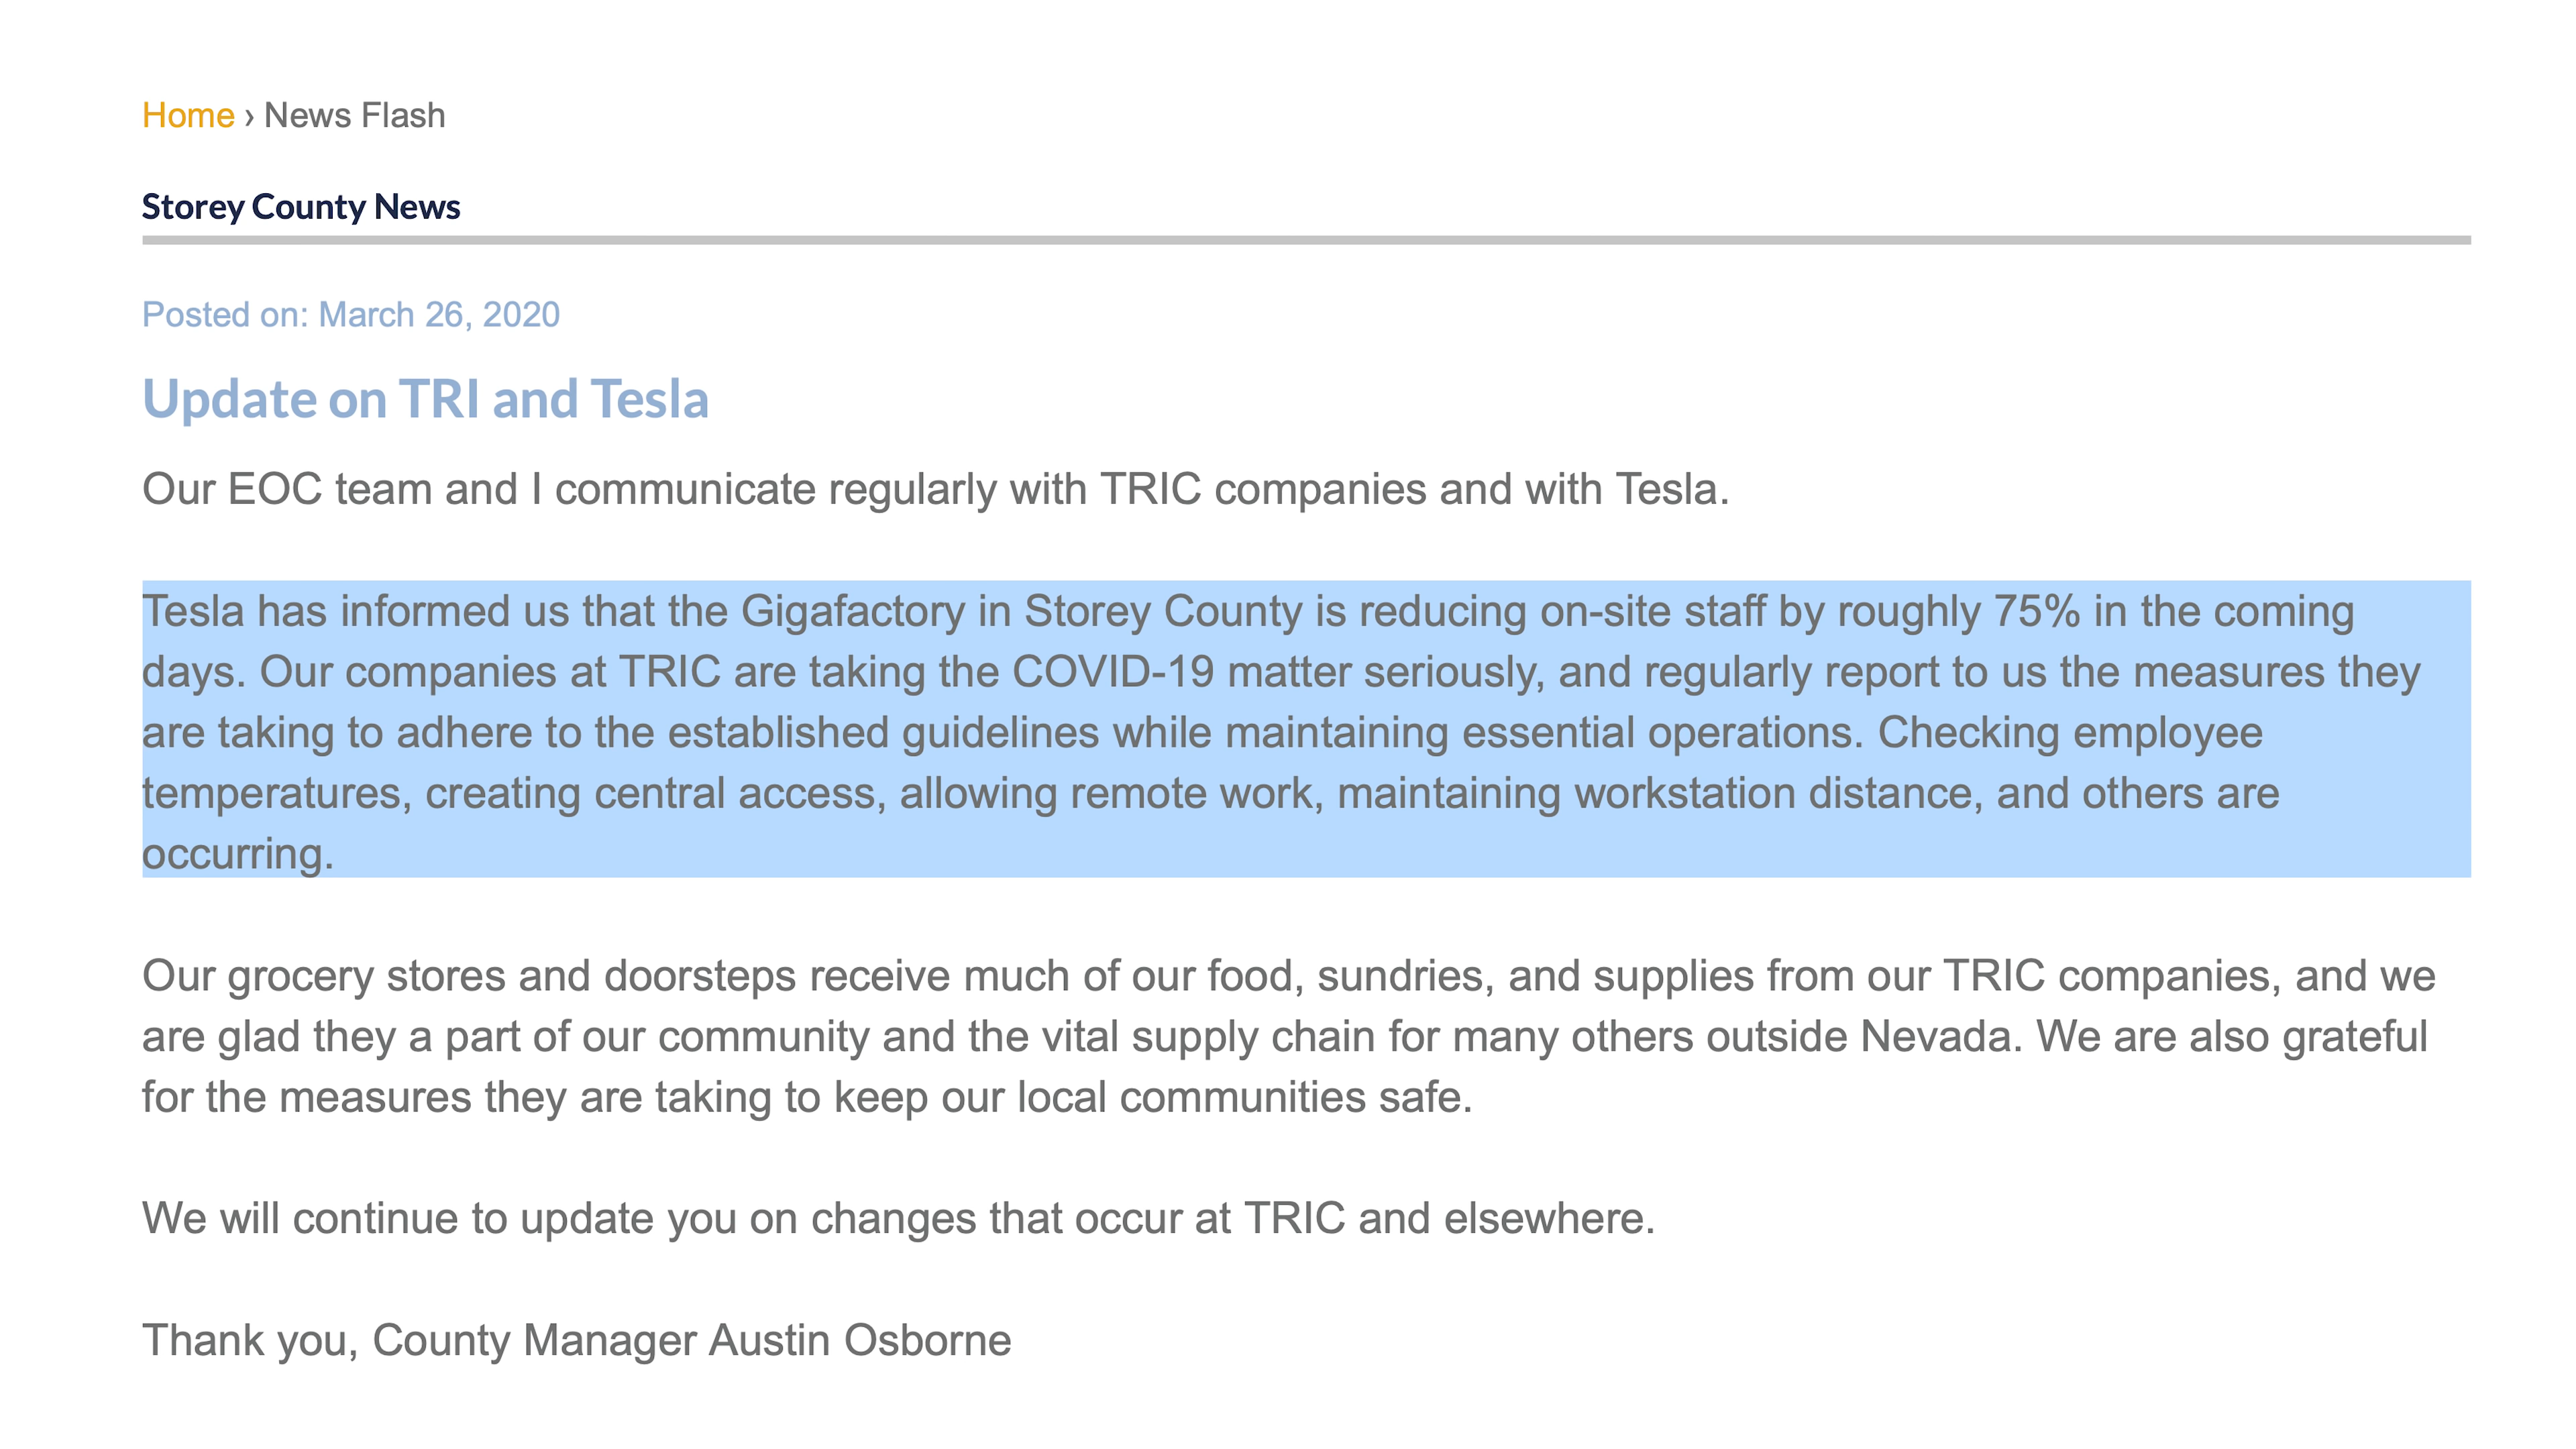 Home › News Flash
Storey County News
Posted on: March 26, 2020
Update on TRI and Tesla
Our EOC team and I communicate regularly with TRIC companies and with Tesla.
Tesla has informed us that the Gigafactory in Storey County is reducing on-site staff by roughly 75% in the coming
days. Our companies at TRIC are taking the COVID-19 matter seriously, and regularly report to us the measures they
are taking to adhere to the established guidelines while maintaining essential operations. Checking employee
temperatures, creating central access, allowing remote work, maintaining workstation distance, and others are
occurring.
Our grocery stores and doorsteps receive much of our food, sundries, and supplies from our TRIC companies, and we
are glad they a part of our community and the vital supply chain for many others outside Nevada. We are also grateful
for the measures they are taking to keep our local communities safe.
We will continue to update you on changes that occur at TRIC and elsewhere.
Thank you, County Manager Austin Osborne